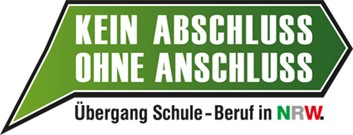 KEIN ABSCHLUSS
OHNE ANSCHLUSS
Übergang Schule-Beruf in NRW.